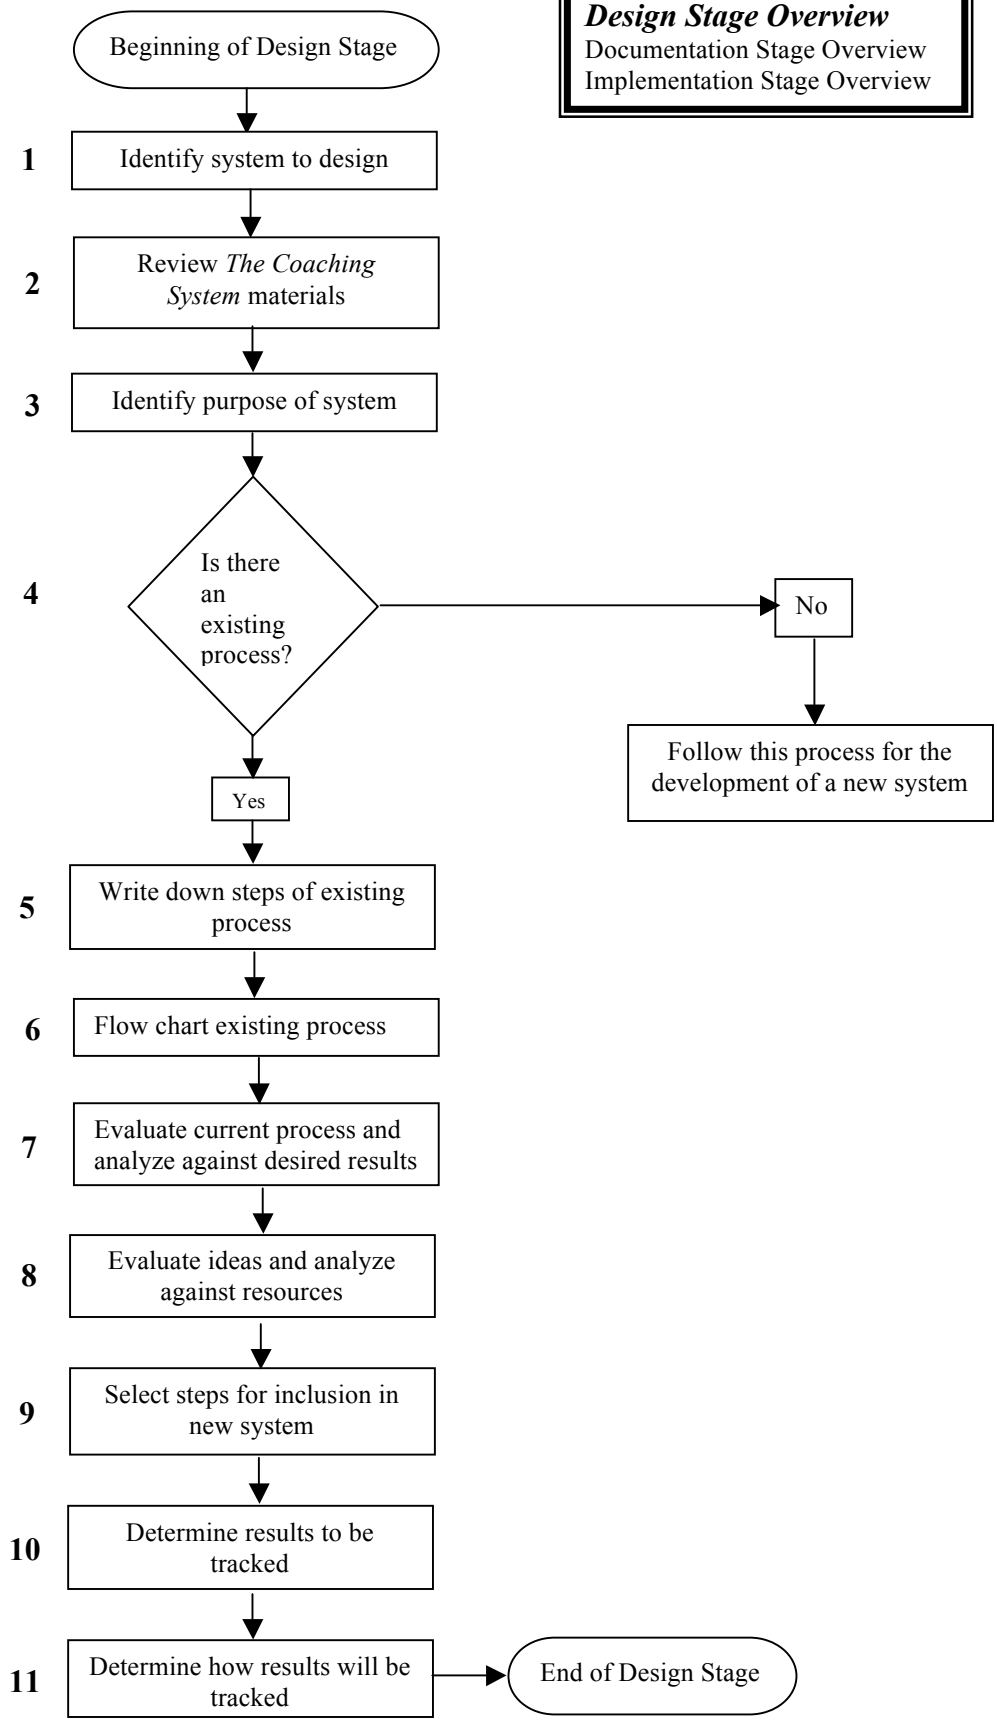 Design Stage Overview
Documentation Stage Overview
Implementation Stage Overview
Beginning of Design Stage
1
Identify system to design
2
Review The Coaching
System materials
3
Identify purpose of system
4
Is there
an
existing
process?
No
Follow this process for the
development of a new system
Yes
5
Write down steps of existing
process
6
Flow chart existing process
7
Evaluate current process and
analyze against desired results
8
Evaluate ideas and analyze
against resources
9
Select steps for inclusion in
new system
10
Determine results to be
tracked
11
Determine how results will be
tracked
End of Design Stage